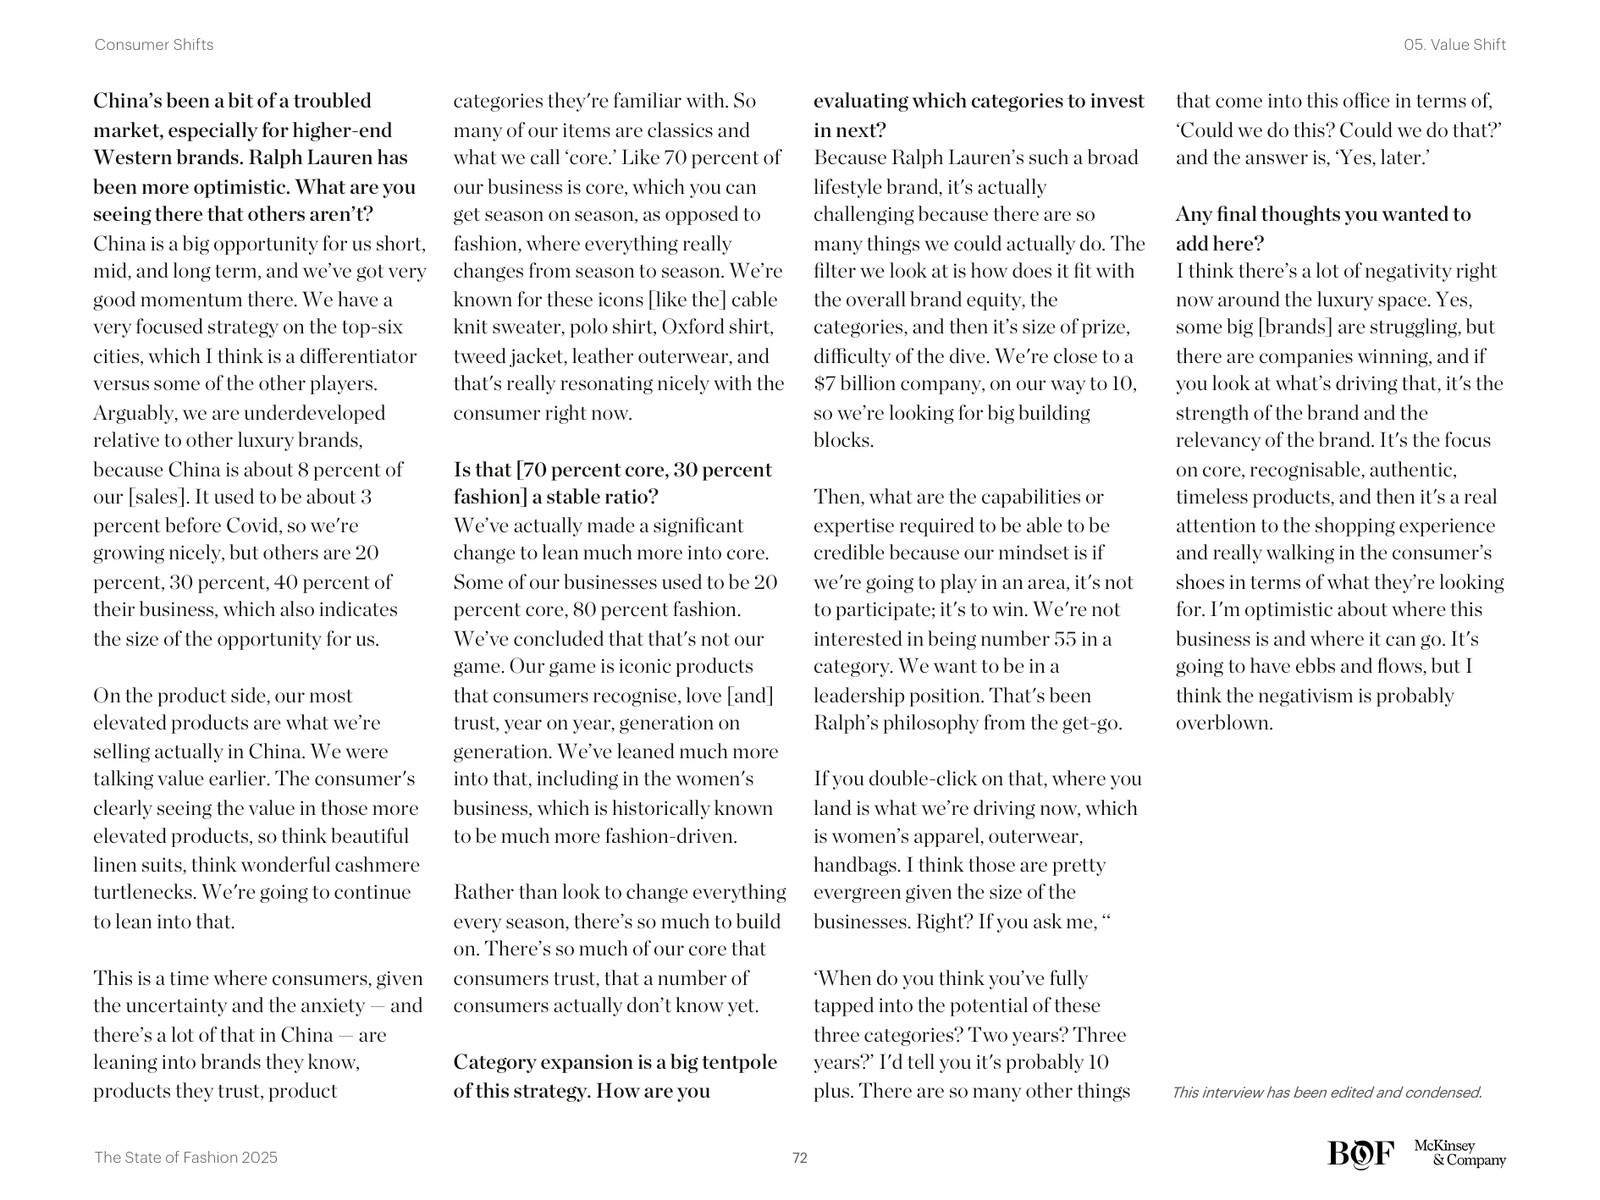 Consumer Shifts
05. Value Shift
China’s been a bit of a troubled
market, especially for higher-end
Western brands. Ralph Lauren has
been more optimistic. What are you
seeing there that others aren’t?
China is a big opportunity for us short,
mid, and long term, and we’ve got very
good momentum there. We have a
very focused strategy on the top-six
cities, which I think is a differentiator
versus some of the other players.
Arguably, we are underdeveloped
relative to other luxury brands,
because China is about 8 percent of
our [sales]. It used to be about 3
percent before Covid, so we're
growing nicely, but others are 20
percent, 30 percent, 40 percent of
their business, which also indicates
the size of the opportunity for us.
On the product side, our most
elevated products are what we’re
selling actually in China. We were
talking value earlier. The consumer's
clearly seeing the value in those more
elevated products, so think beautiful
linen suits, think wonderful cashmere
turtlenecks. We're going to continue
to lean into that.
This is a time where consumers, given
the uncertainty and the anxiety — and
there’s a lot of that in China — are
leaning into brands they know,
products they trust, product
categories they're familiar with. So
many of our items are classics and
what we call ‘core.’ Like 70 percent of
our business is core, which you can
get season on season, as opposed to
fashion, where everything really
changes from season to season. We’re
known for these icons [like the] cable
knit sweater, polo shirt, Oxford shirt,
tweed jacket, leather outerwear, and
that's really resonating nicely with the
consumer right now.
Is that [70 percent core, 30 percent
fashion] a stable ratio?
We’ve actually made a significant
change to lean much more into core.
Some of our businesses used to be 20
percent core, 80 percent fashion.
We’ve concluded that that's not our
game. Our game is iconic products
that consumers recognise, love [and]
trust, year on year, generation on
generation. We’ve leaned much more
into that, including in the women's
business, which is historically known
to be much more fashion-driven.
Rather than look to change everything
every season, there’s so much to build
on. There’s so much of our core that
consumers trust, that a number of
consumers actually don’t know yet.
Category expansion is a big tentpole
of this strategy. How are you
evaluating which categories to invest
in next?
Because Ralph Lauren’s such a broad
lifestyle brand, it's actually
challenging because there are so
many things we could actually do. The
filter we look at is how does it fit with
the overall brand equity, the
categories, and then it’s size of prize,
difficulty of the dive. We're close to a
$7 billion company, on our way to 10,
so we’re looking for big building
blocks.
Then, what are the capabilities or
expertise required to be able to be
credible because our mindset is if
we're going to play in an area, it's not
to participate; it's to win. We're not
interested in being number 55 in a
category. We want to be in a
leadership position. That's been
Ralph’s philosophy from the get-go.
If you double-click on that, where you
land is what we’re driving now, which
is women’s apparel, outerwear,
handbags. I think those are pretty
evergreen given the size of the
businesses. Right? If you ask me, “
‘When do you think you’ve fully
tapped into the potential of these
three categories? Two years? Three
years?’ I'd tell you it's probably 10
plus. There are so many other things
that come into this office in terms of,
‘Could we do this? Could we do that?’
and the answer is, ‘Yes, later.’
Any final thoughts you wanted to
add here?
I think there’s a lot of negativity right
now around the luxury space. Yes,
some big [brands] are struggling, but
there are companies winning, and if
you look at what’s driving that, it's the
strength of the brand and the
relevancy of the brand. It's the focus
on core, recognisable, authentic,
timeless products, and then it's a real
attention to the shopping experience
and really walking in the consumer’s
shoes in terms of what they’re looking
for. I'm optimistic about where this
business is and where it can go. It's
going to have ebbs and flows, but I
think the negativism is probably
overblown.
This interview has been edited and condensed.
The State of Fashion 2025
72
BOF
McKinsey
& Company